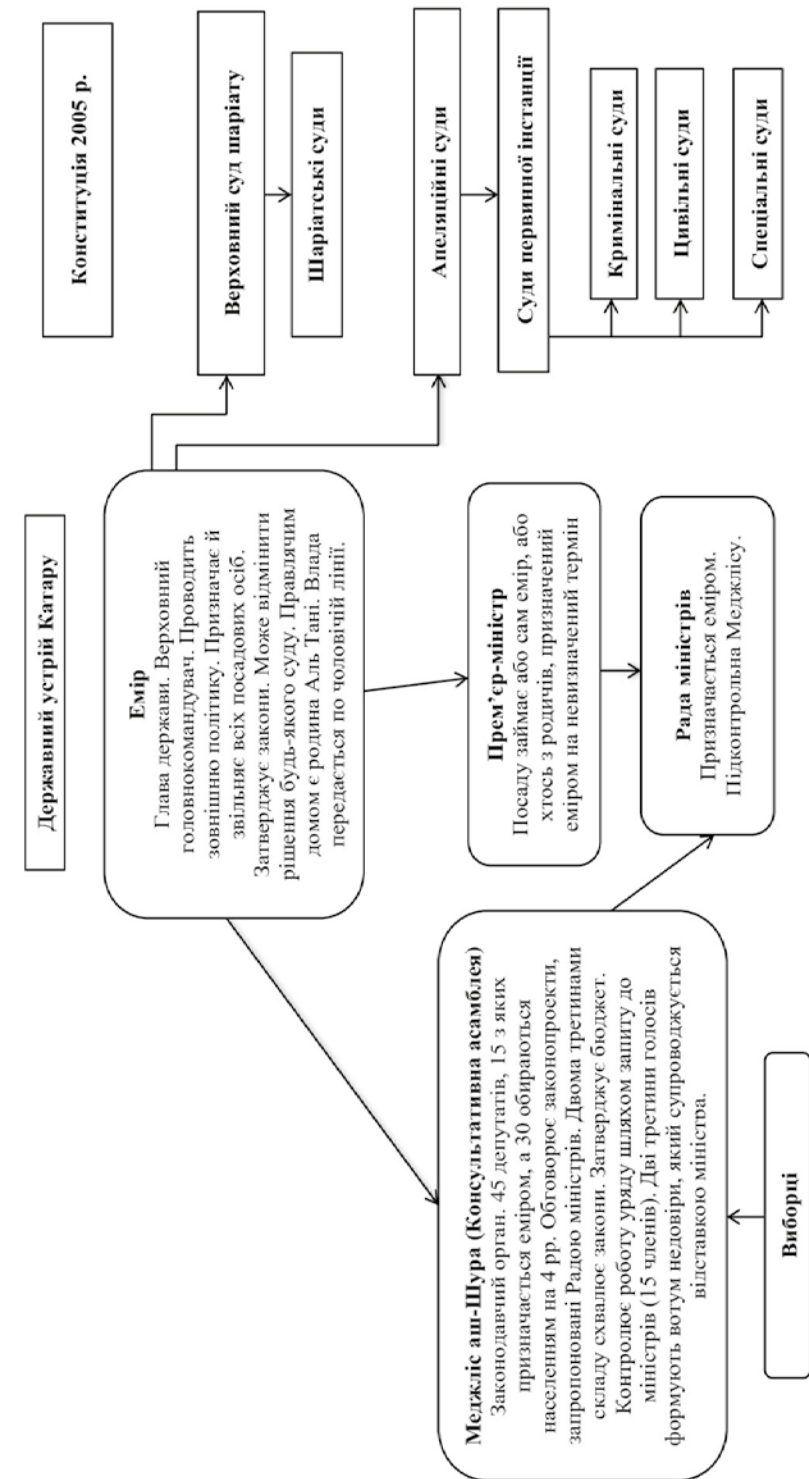 Державний устрій Катару
Конституція 2005 р.
Емір
Глава держави. Верховний
головнокомандувач. Проводить
зовнішню політику. Призначає й
звільняє всіх посадових осіб.
Затверджує закони. Може відмінити
рішення будь-якого суду. Правлячим
домом є родина Аль Тані. Влада
передається по чоловічій лінії.
Верховний суд шаріату
Шаріатські суди
Апеляційні суди
Суди первинної інстанції
Кримінальні суди
Цивільні суди
Спеціальні суди
Прем’єр-міністр
Посаду займає або сам емір, або
хтось з родичів, призначений
еміром на невизначений термін
Рада міністрів
Призначається еміром.
Підконтрольна Меджлісу.
Меджліс аш-Шура (Консультативна асамблея)
Законодавчий орган. 45 депутатів, 15 з яких
призначається еміром, а 30 обираються
населенням на 4 рр. Обговорює законопроекти,
запропоновані Радою міністрів. Двома третинами
складу схвалює закони. Затверджує бюджет.
Контролює роботу уряду шляхом запиту до
міністрів (15 членів). Дві третини голосів
формують вотум недовіри, який супроводжується
відставкою міністра.
Виборці